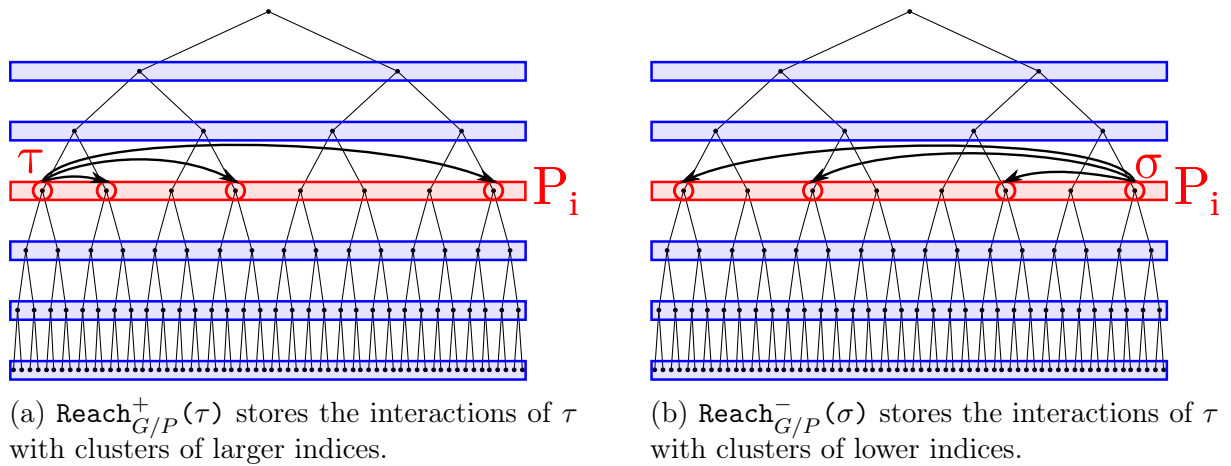 τ
P_i
σ
P_i
(a) Reach⁺_{G/P}(τ) stores the interactions of τ
with clusters of larger indices.
(b) Reach⁻_{G/P}(σ) stores the interactions of τ
with clusters of lower indices.